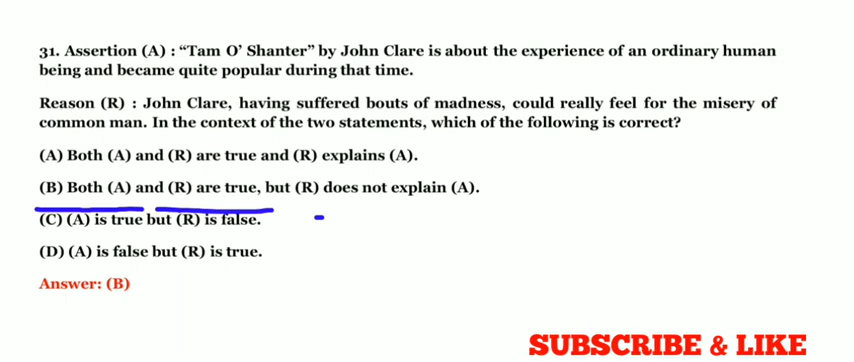 31. Assertion (A) : “Tam O’ Shanter” by John Clare is about the experience of an ordinary human
being and became quite popular during that time.
Reason (R) : John Clare, having suffered bouts of madness, could really feel for the misery of
common man. In the context of the two statements, which of the following is correct?
(A) Both (A) and (R) are true and (R) explains (A).
(B) Both (A) and (R) are true, but (R) does not explain (A).
(C) (A) is true but (R) is false.
(D) (A) is false but (R) is true.
Answer: (B)
SUBSCRIBE & LIKE